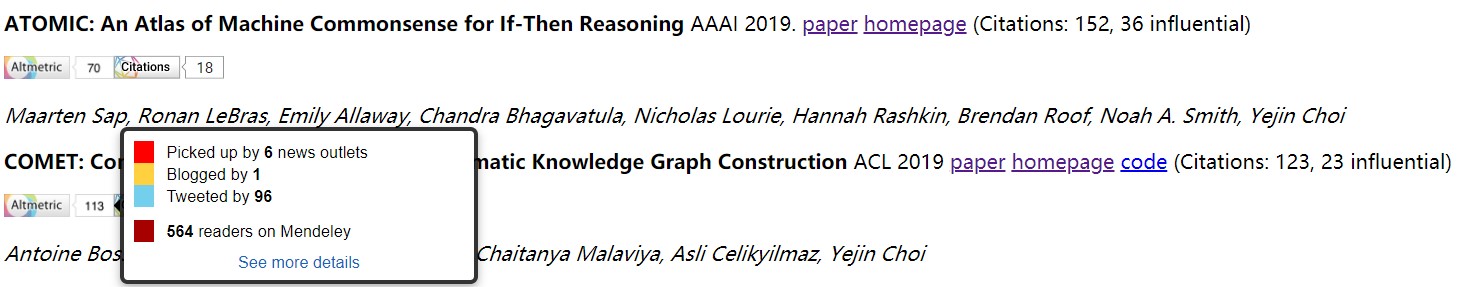 ATOMIC: An Atlas of Machine Commonsense for If-Then Reasoning AAAI 2019. paper homepage (Citations: 152, 36 influential)
Altmetric 70 Citations 18
Maarten Sap, Ronan LeBras, Emily Allaway, Chandra Bhagavatula, Nicholas Lourie, Hannah Rashkin, Brendan Roof, Noah A. Smith, Yejin Choi
COMET: matic Knowledge Graph Construction ACL 2019 paper homepage code (Citations: 123, 23 influential)
Altmetric 113
Antoine Bos Chaitanya Malaviya, Asli Celikyilmaz, Yejin Choi
Picked up by 6 news outlets
Blogged by 1
Tweeted by 96
564 readers on Mendeley
See more details